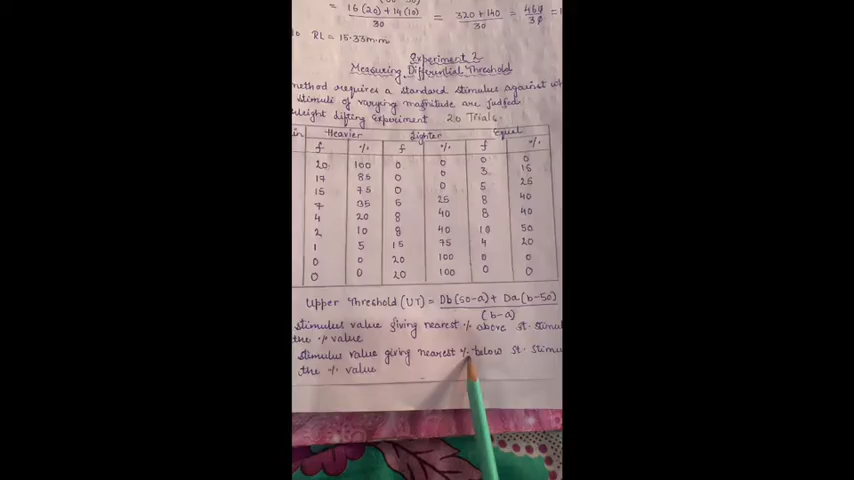 = 16(20) + 14(10) / 30 = 320 + 140 / 30 = 460 / 30 = 1
RL = 15.33 m.m
Experiment 2
Measuring Differential Threshold
method requires a standard stimulus against
stimuli of varying magnitude are judged.
Weight lifting Experiment 20 Trials.
in Heavier Lighter Equal
f % f % f %
20 100 0 0 0 0
17 85 0 0 3 15
15 75 0 0 5 25
7 35 5 25 8 40
4 20 8 40 8 40
2 10 8 40 10 50
1 5 15 75 4 20
0 0 20 100 0 0
0 0 20 100 0 0
Upper Threshold (UT) = Db(50-a) + Da(b-50) / (b-a)
stimulus value giving nearest % above st. stimul
the % value
stimulus value giving nearest % below st. stimu
the % value